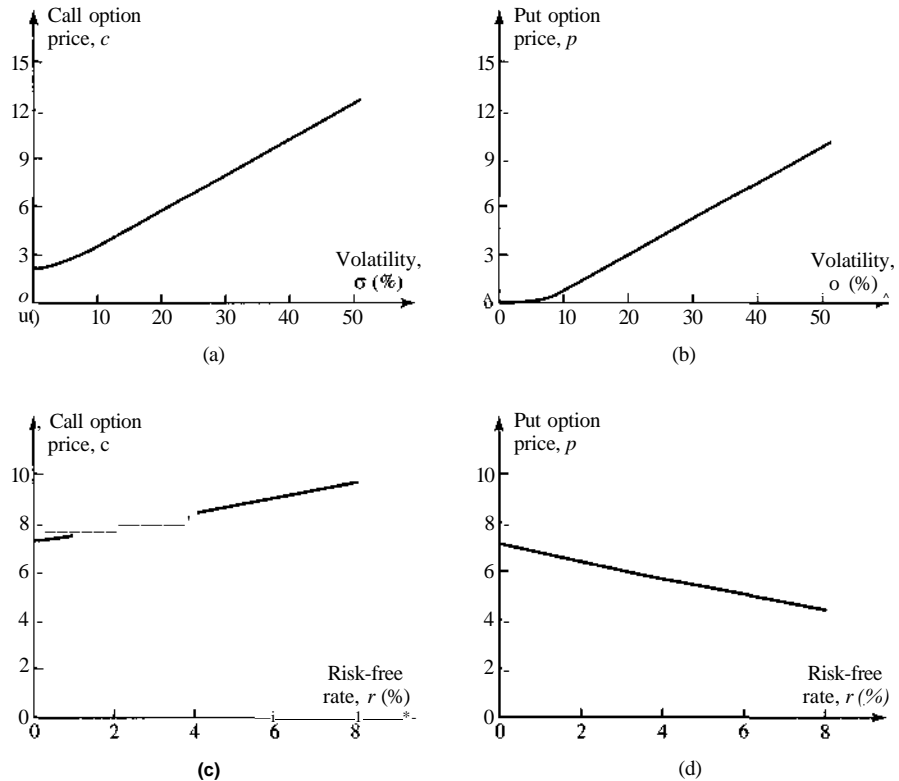 Call option
price, c
15
12
9
6
3
Volatility,
σ (%)
0 10 20 30 40 50
(a)
Put option
price, p
15
12
9
6
3
0
Volatility,
o (%)
0 10 20 30 40 50
(b)
Call option
price, c
10
8
6
4
2
0
Risk-free
rate, r (%)
0 2 4 6 8
(c)
Put option
price, p
10
8
6
4
2
0
Risk-free
rate, r (%)
0 2 4 6 8
(d)